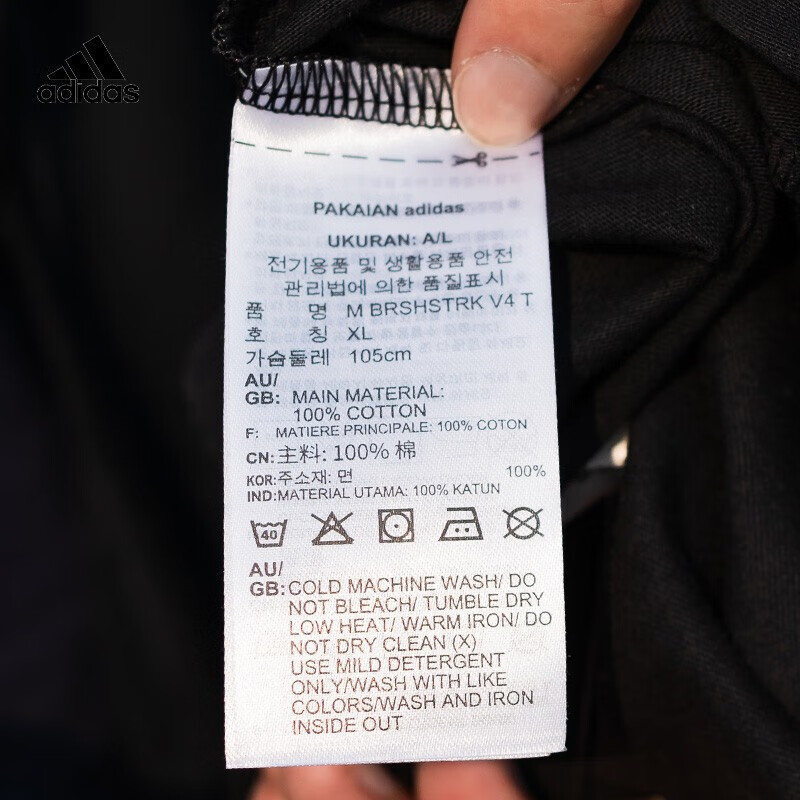 adidas
PAKAIAN adidas
UKURAN: A/L
전기용품 및 생활용품 안전
관리법에 의한 품질표시
품 명 M BRSHSTRK V4 T
호 칭 XL
가슴둘레 105cm
AU/
GB: MAIN MATERIAL:
100% COTTON
F: MATIERE PRINCIPALE: 100% COTON
CN:主料: 100% 棉
KOR:주소재: 면 100%
IND:MATERIAL UTAMA: 100% KATUN
40
AU/
GB:COLD MACHINE WASH/ DO
NOT BLEACH/ TUMBLE DRY
LOW HEAT/ WARM IRON/ DO
NOT DRY CLEAN (X)
USE MILD DETERGENT
ONLY/WASH WITH LIKE
COLORS/WASH AND IRON
INSIDE OUT